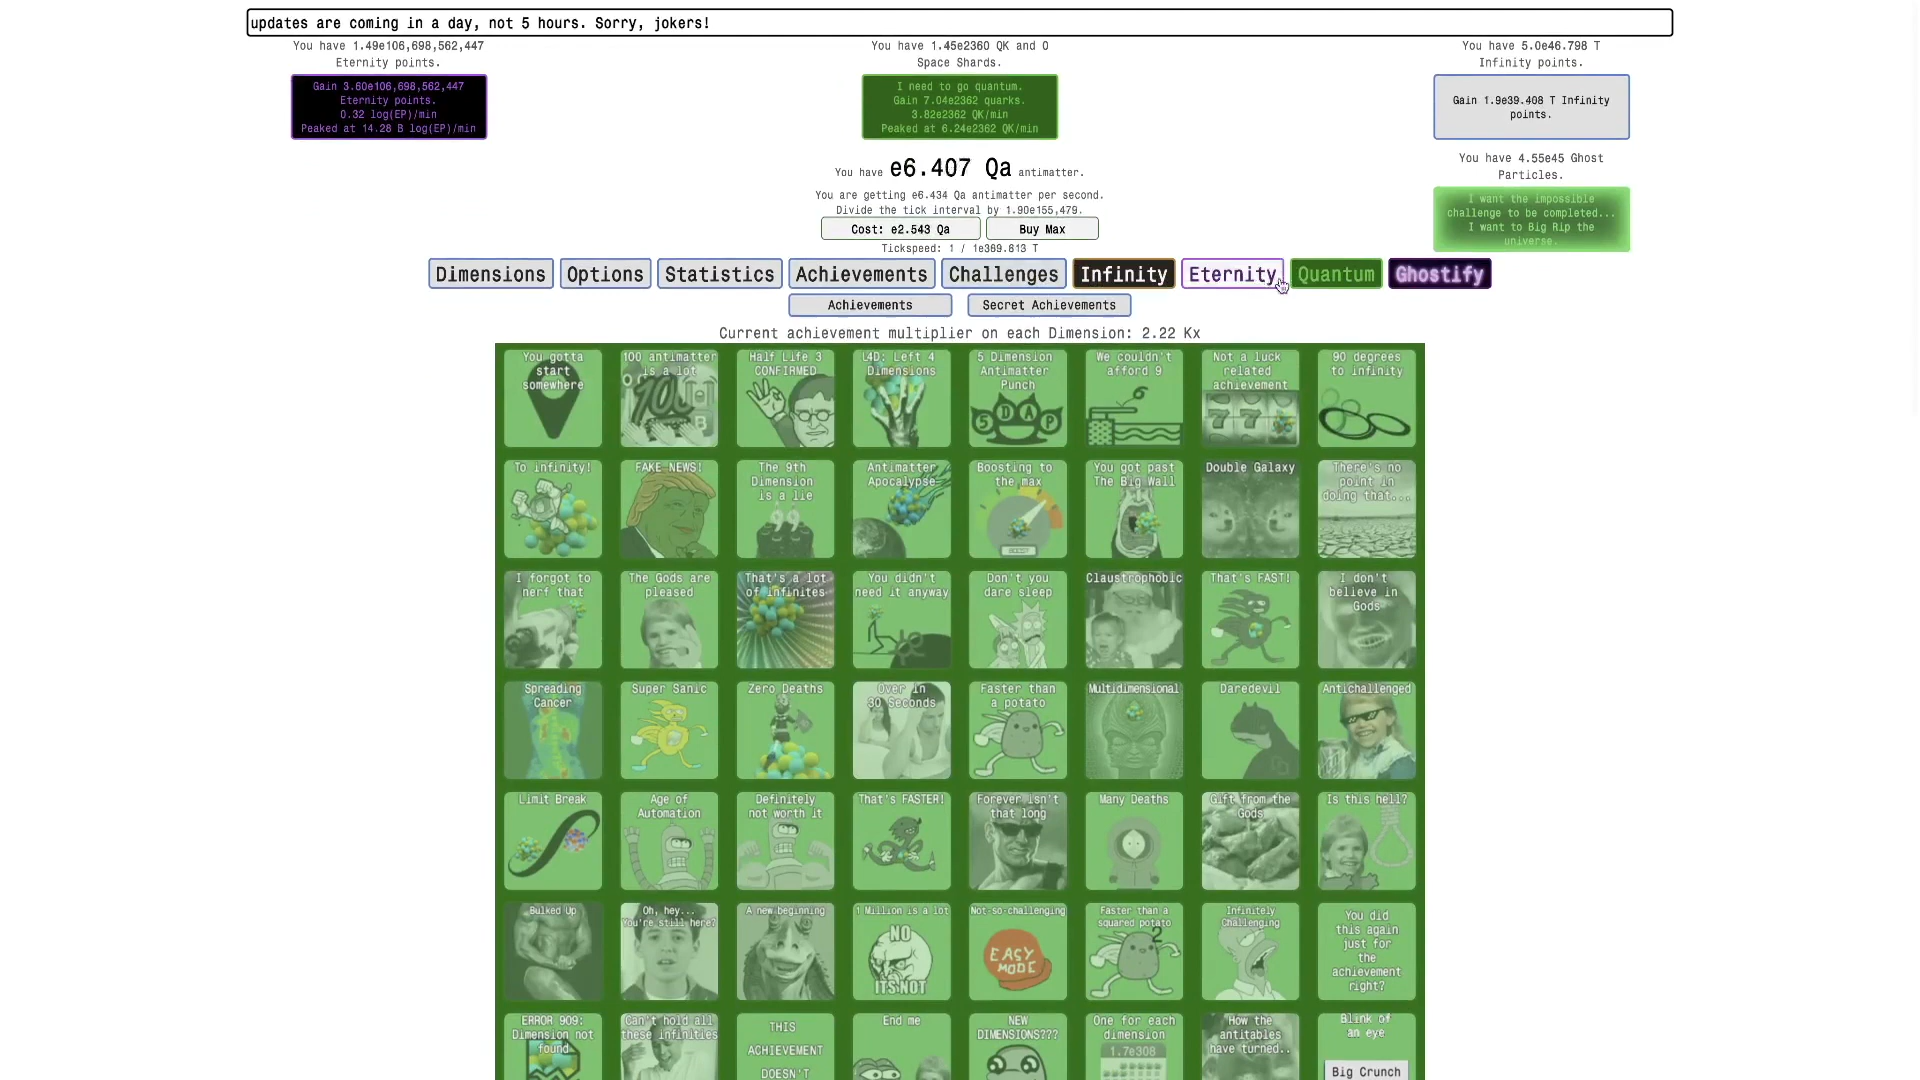 updates are coming in a day, not 5 hours. Sorry, jokers!
You have 1.49e106,698,562,447
Eternity points.
Gain 3.60e106,698,562,447
Eternity points.
0.32 log(EP)/min
Peaked at 14.28 B log(EP)/min
You have 1.45e2360 QK and 0
Space Shards.
I need to go quantum.
Gain 7.04e2362 quarks.
3.82e2362 QK/min
Peaked at 6.24e2362 QK/min
You have 5.0e46.798 T
Infinity points.
Gain 1.9e39.408 T Infinity
points.
You have 4.55e45 Ghost
Particles.
I want the impossible
challenge to be completed...
I want to Big Rip the
universe.
You have e6.407 Qa antimatter.
You are getting e6.434 Qa antimatter per second.
Divide the tick interval by 1.90e155,479.
Cost: e2.543 Qa
Buy Max
Tickspeed: 1 / 1e369.813 T
Dimensions
Options
Statistics
Achievements
Challenges
Infinity
Eternity
Quantum
Ghostify
Achievements
Secret Achievements
Current achievement multiplier on each Dimension: 2.22 Kx
You gotta
start
somewhere
100 antimatter
is a lot
100
Half Life 3
CONFIRMED
L4D: Left 4
Dimensions
5 Dimension
Antimatter
Punch
5 D A P
We couldn't
afford 9
Not a luck
related
achievement
7 7
90 degrees
to infinity
To infinity!
FAKE NEWS!
The 9th
Dimension
is a lie
99
Antimatter
Apocalypse
Boosting to
the max
You got past
The Big Wall
Double Galaxy
There's no
point in
doing that...
I forgot to
nerf that
The Gods are
pleased
That's a lot
of infinites
You didn't
need it anyway
Don't you
dare sleep
Claustrophobic
That's FAST!
I don't
believe in
Gods
Spreading
Cancer
Super Sanic
Zero Deaths
Over in
30 Seconds
Faster than
a potato
Multidimensional
Daredevil
Antichallenged
Limit Break
Age of
Automation
Definitely
not worth it
That's FASTER!
Forever isn't
that long
Many Deaths
Gift from the
Gods
Is this hell?
Bulked Up
Oh, hey...
You're still here?
A new beginning
1 Million is a lot
NO
ITS NOT
Not-so-challenging
EASY
MODE
Faster than a
squared potato
2
Infinitely
Challenging
You did
this again
just for
the
achievement
right?
ERROR 909:
Dimension not
found
Can't hold all
these infinities
THIS
ACHIEVEMENT
DOESN'T
End me
NEW
DIMENSIONS???
One for each
dimension
1.7e308
How the
antitables
have turned..
Blink of
an eye
Big Crunch